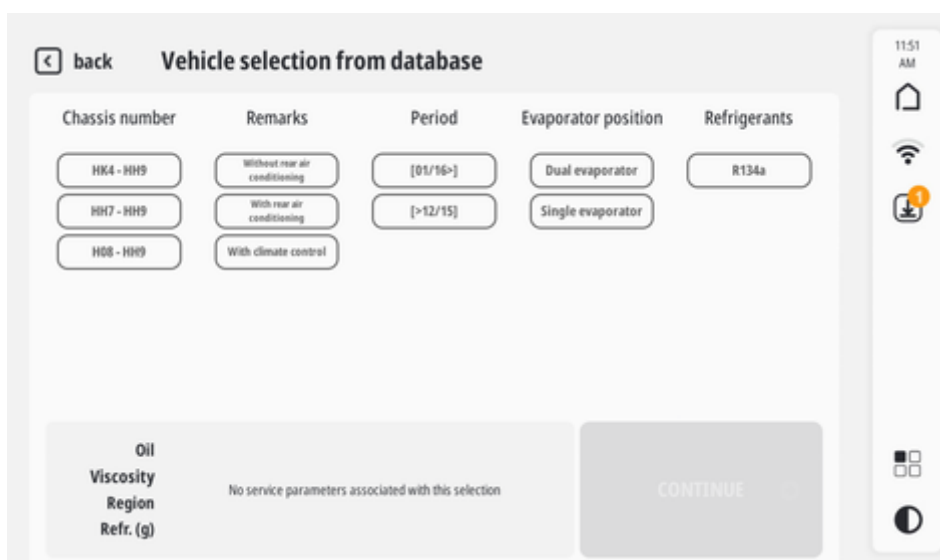 back
Vehicle selection from database
11:51
AM
Chassis number
Remarks
Period
Evaporator position
Refrigerants
HK4 - HH9
Without rear air
conditioning
[01/16>]
Dual evaporator
R134a
HH7 - HH9
With rear air
conditioning
[>12/15]
Single evaporator
1
H08 - HH9
With climate control
Oil
Viscosity
Region
Refr. (g)
No service parameters associated with this selection
CONTINUE